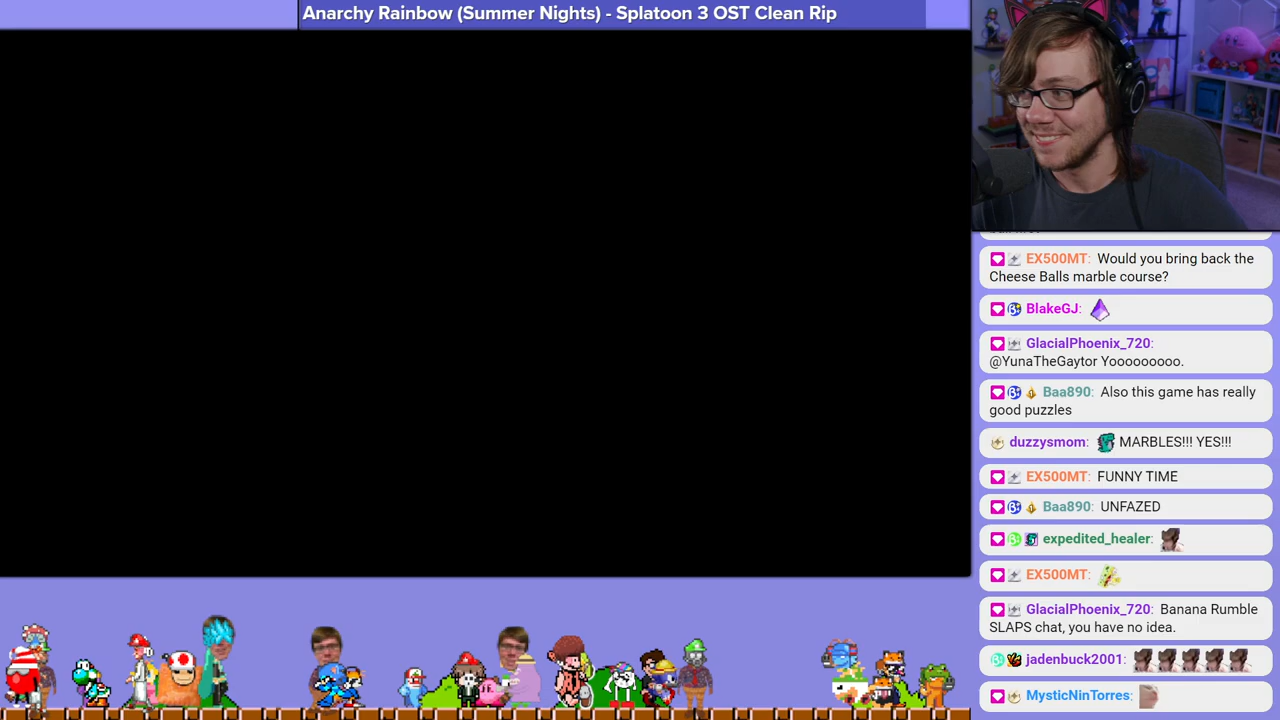 Anarchy Rainbow (Summer Nights) - Splatoon 3 OST Clean Rip
EX500MT: Would you bring back the
Cheese Balls marble course?
BlakeGJ:
GlacialPhoenix_720:
@YunaTheGaytor Yooooooooo.
Baa890: Also this game has really
good puzzles
duzzysmom: MARBLES!!! YES!!!
EX500MT: FUNNY TIME
Baa890: UNFAZED
expedited_healer:
EX500MT:
GlacialPhoenix_720: Banana Rumble
SLAPS chat, you have no idea.
jadenbuck2001:
MysticNinTorres: